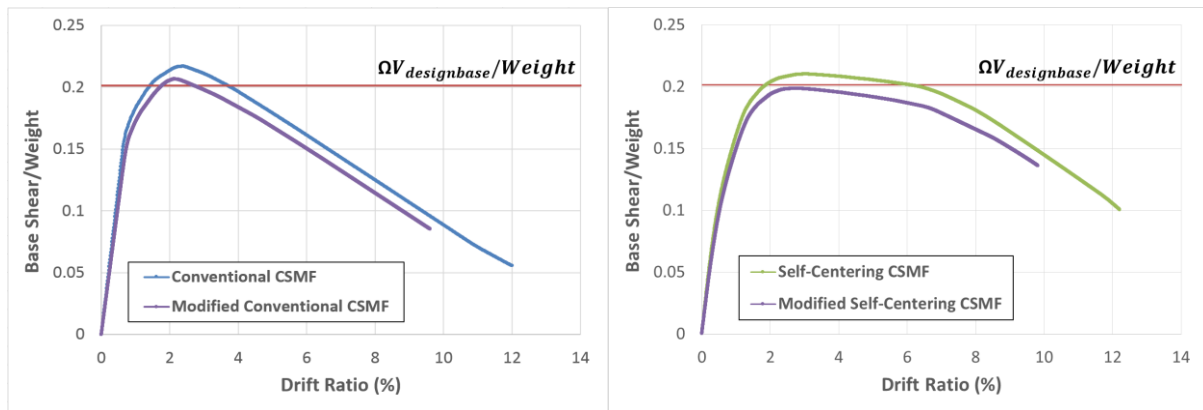 0.25
0.2
0.15
0.1
0.05
0
Base Shear/Weight
ΩV_designbase/Weight
Conventional CSMF
Modified Conventional CSMF
0 2 4 6 8 10 12 14
Drift Ratio (%)
0.25
0.2
0.15
0.1
0.05
0
Base Shear/Weight
ΩV_designbase/Weight
Self-Centering CSMF
Modified Self-Centering CSMF
0 2 4 6 8 10 12 14
Drift Ratio (%)